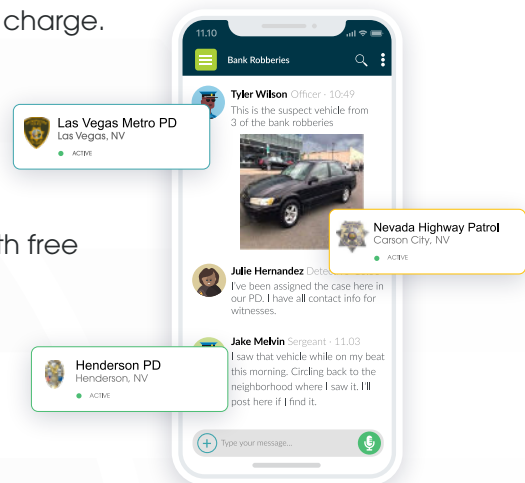 charge.
11.10
Bank Robberies
Tyler Wilson Officer - 10:49
This is the suspect vehicle from
3 of the bank robberies
Las Vegas Metro PD
Las Vegas, NV
ACTIVE
Nevada Highway Patrol
Carson City, NV
ACTIVE
th free
Julie Hernandez
I've been assigned the case here in
our PD. I have all contact info for
witnesses.
Jake Melvin Sergeant - 11.03
I saw that vehicle while on my beat
this morning. Circling back to the
neighborhood where I saw it. I'll
post here if I find it.
Henderson PD
Henderson, NV
ACTIVE
Type your message...